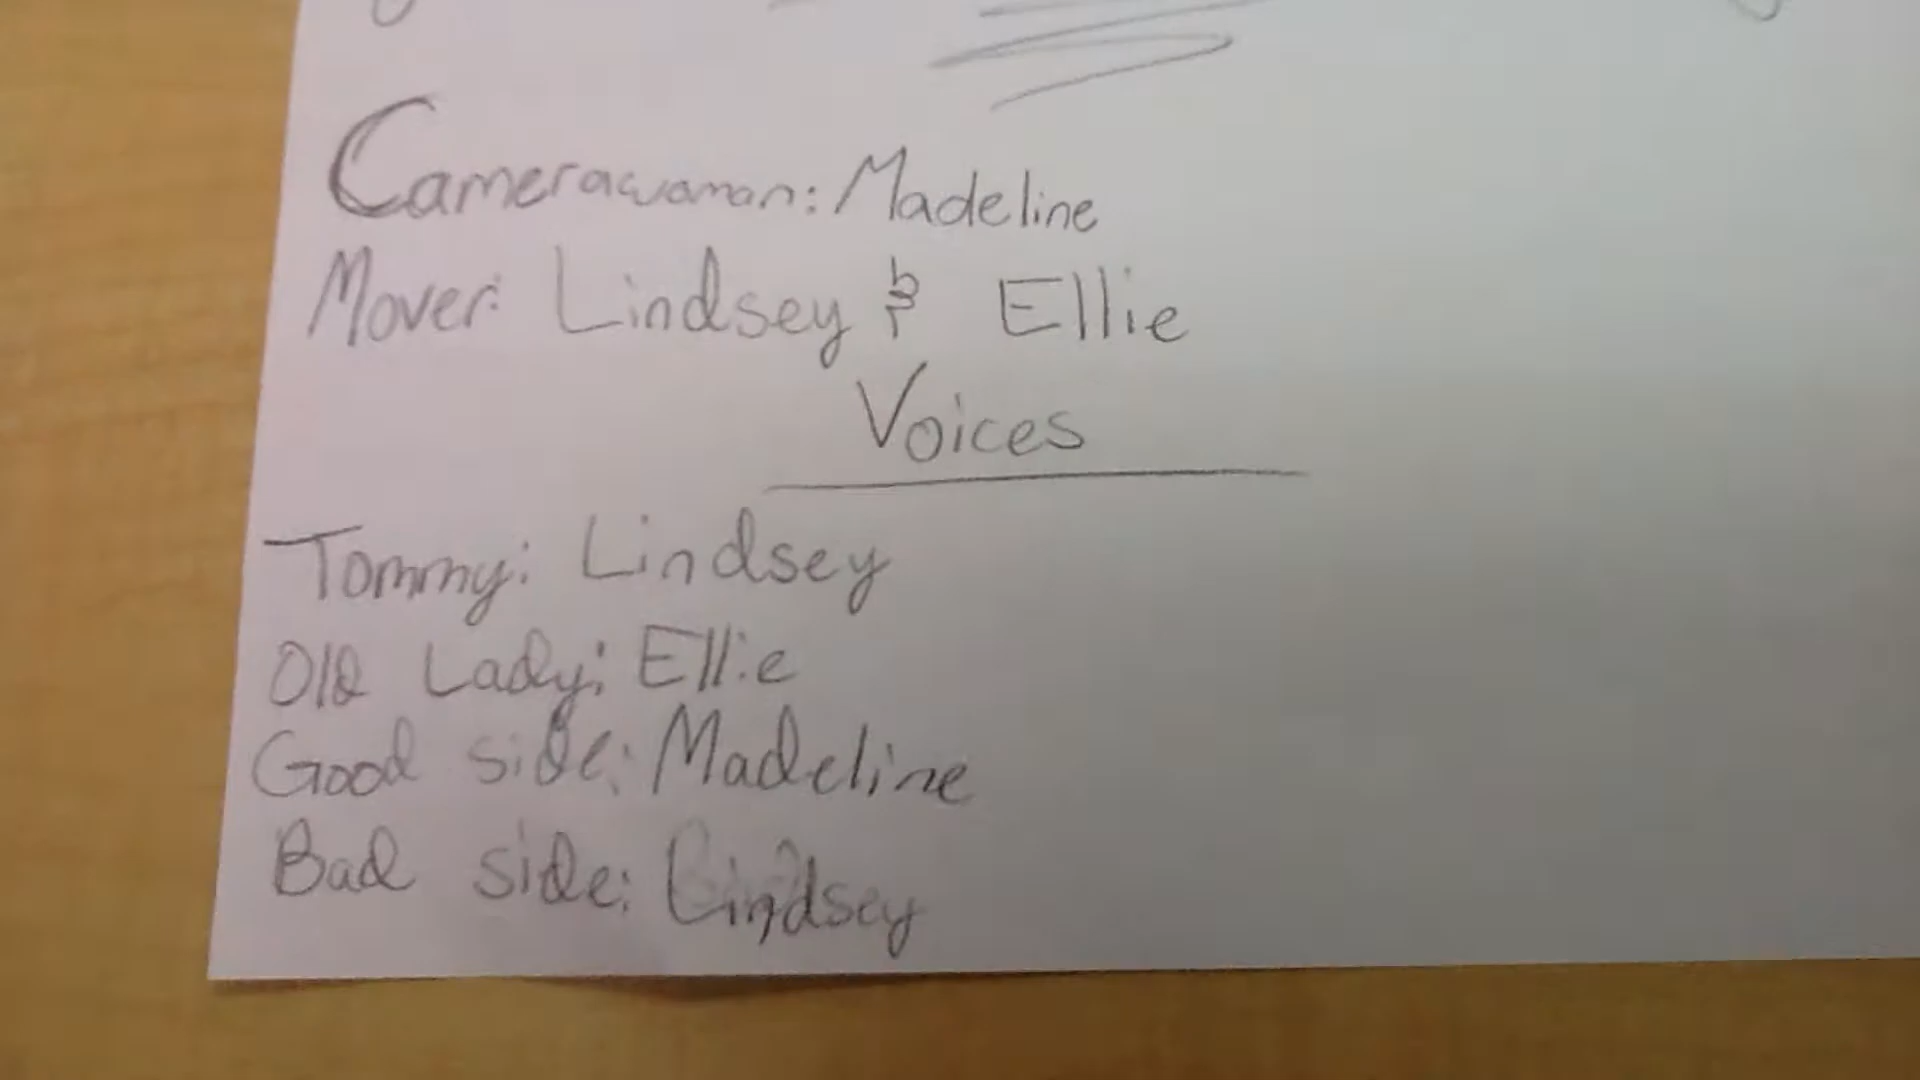 Camerawoman: Madeline
Mover: Lindsey & Ellie
Voices
Tommy: Lindsey
Old Lady: Ellie
Good side: Madeline
Bad side: Lindsey